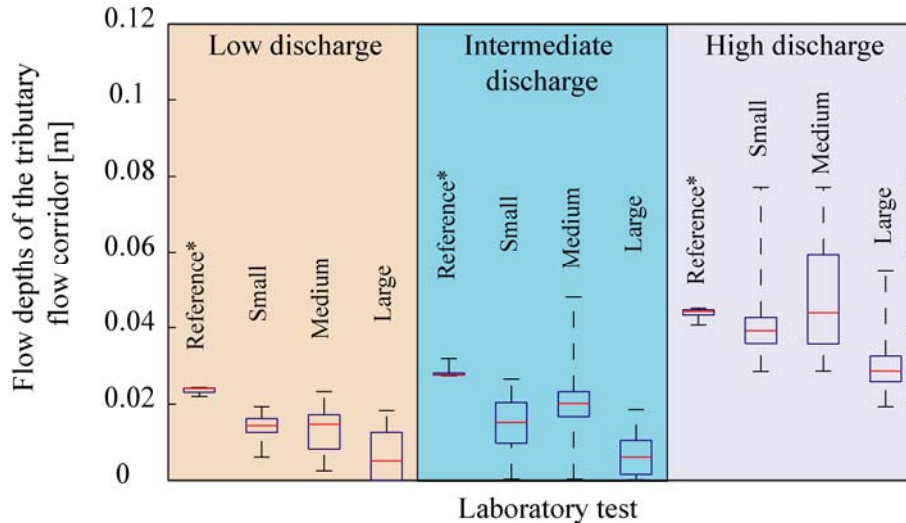 Flow depths of the tributary
flow corridor [m]
0.12
0.1
0.08
0.06
0.04
0.02
0
Low discharge
Intermediate
discharge
High discharge
Reference*
Small
Medium
Large
Reference*
Small
Medium
Large
Reference*
Small
Medium
Large
Laboratory test